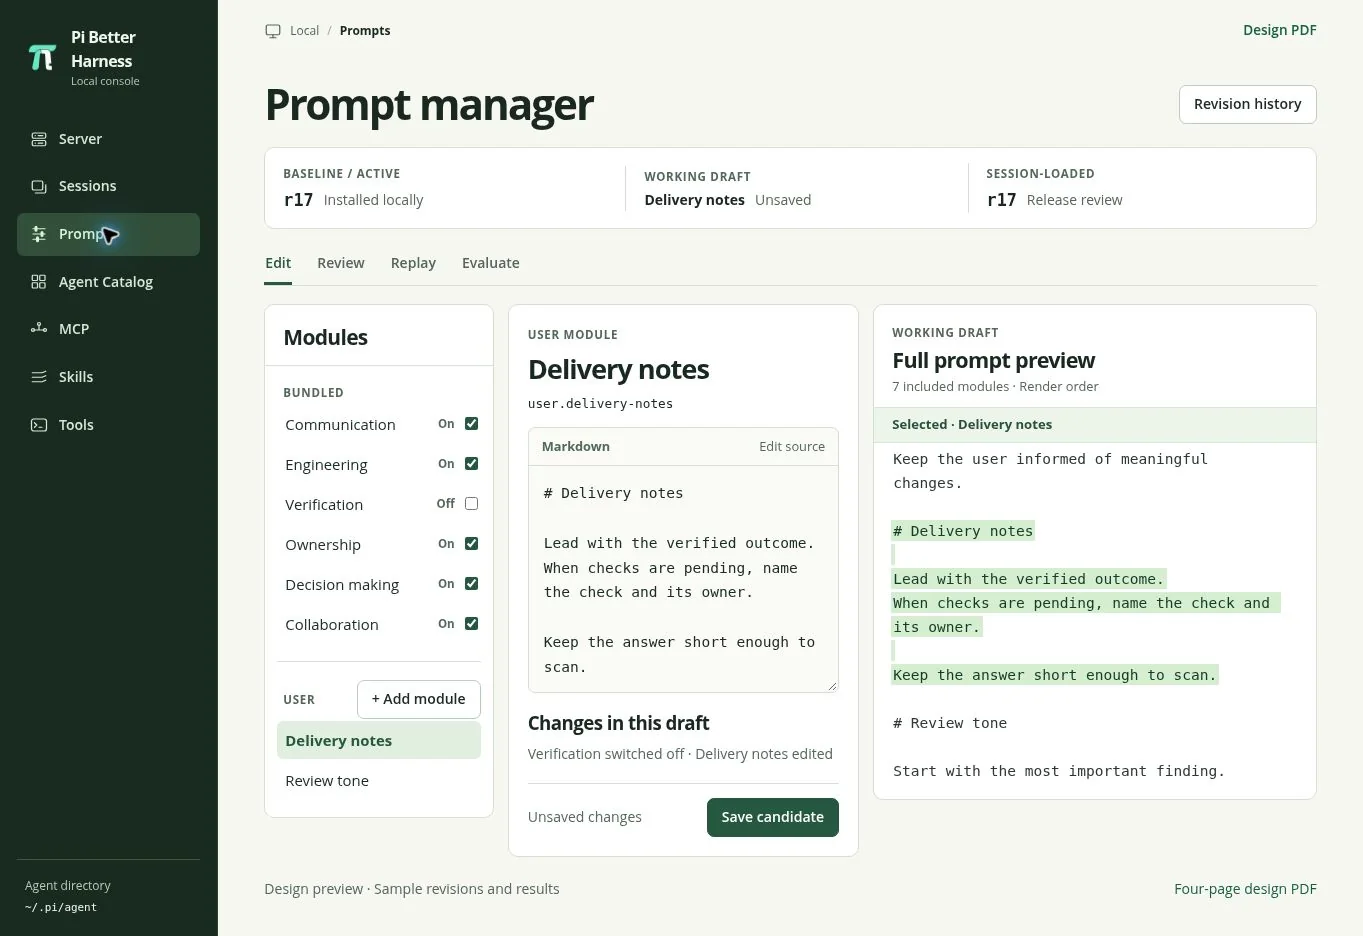 Pi Better
Harness
Local console
Server
Sessions
Promp
Agent Catalog
MCP
Skills
Tools
Agent directory
~/.pi/agent
Local / Prompts
Design PDF
Prompt manager
Revision history
BASELINE / ACTIVE
r17 Installed locally
WORKING DRAFT
Delivery notes Unsaved
SESSION-LOADED
r17 Release review
Edit Review Replay Evaluate
Modules
BUNDLED
Communication On
Engineering On
Verification Off
Ownership On
Decision making On
Collaboration On
USER
+ Add module
Delivery notes
Review tone
USER MODULE
Delivery notes
user.delivery-notes
Markdown Edit source
# Delivery notes
Lead with the verified outcome.
When checks are pending, name
the check and its owner.
Keep the answer short enough to
scan.
Changes in this draft
Verification switched off · Delivery notes edited
Unsaved changes
Save candidate
WORKING DRAFT
Full prompt preview
7 included modules · Render order
Selected · Delivery notes
Keep the user informed of meaningful
changes.
# Delivery notes
Lead with the verified outcome.
When checks are pending, name the check and
its owner.
Keep the answer short enough to scan.
# Review tone
Start with the most important finding.
Design preview · Sample revisions and results
Four-page design PDF